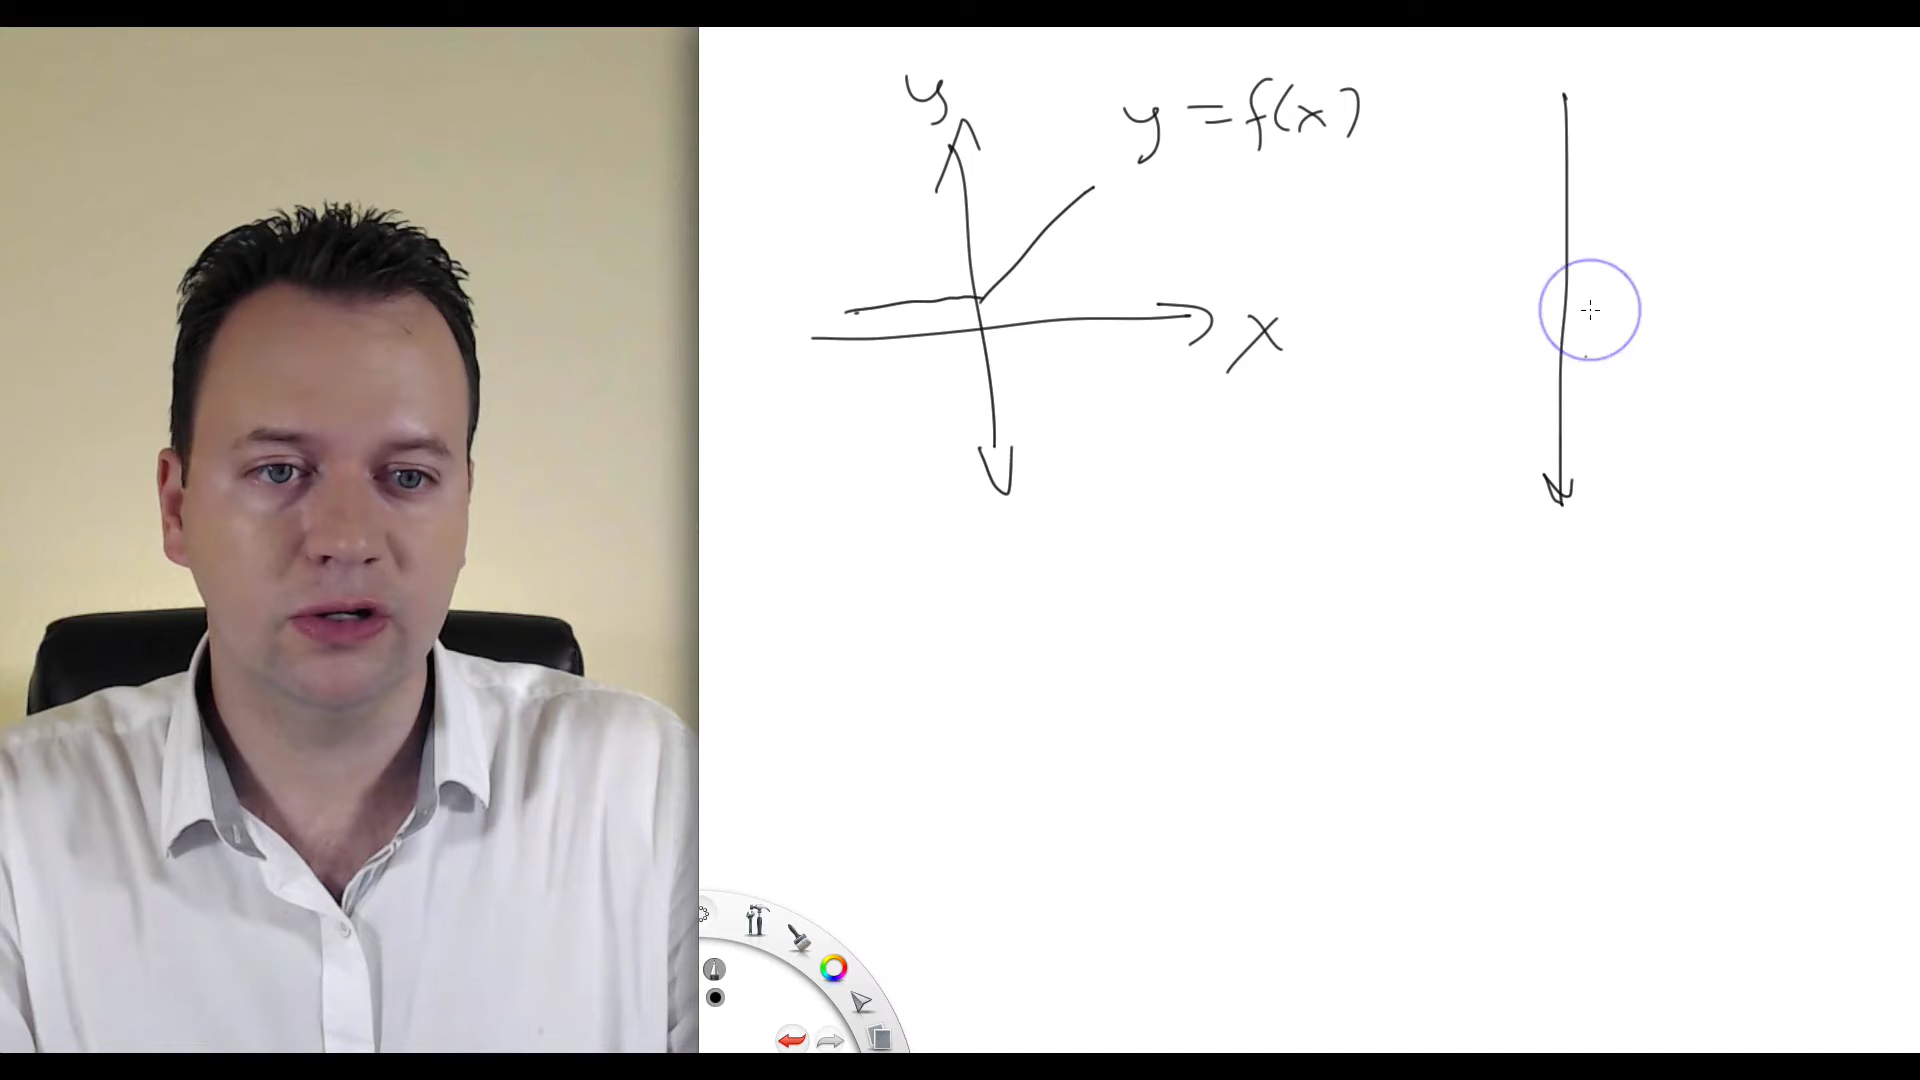 y
y = f(x)
x